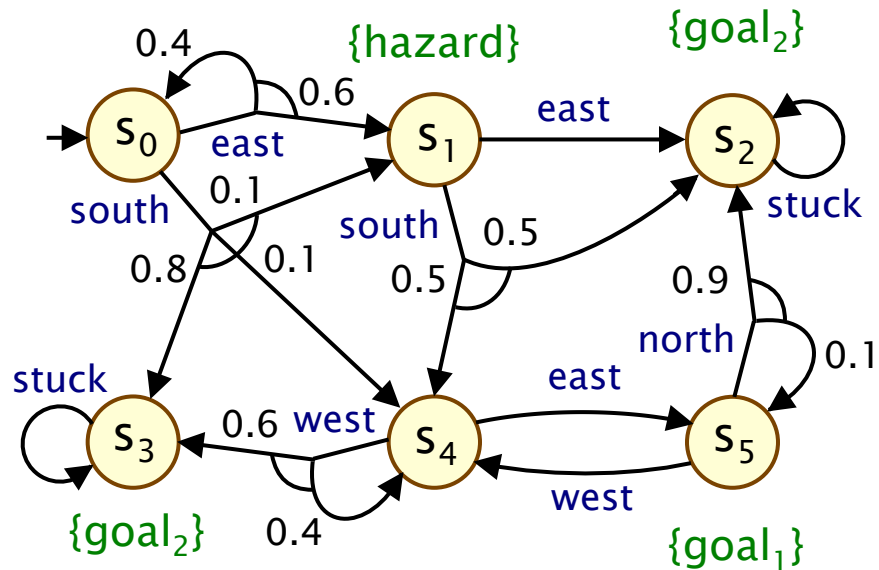 {goal₂}
{hazard}
0.4
0.6
s₀
east
s₁
east
s₂
south
0.1
south
0.5
stuck
0.8
0.1
0.5
0.9
north
0.1
stuck
east
s₃
0.6
west
s₄
s₅
west
0.4
{goal₂}
{goal₁}